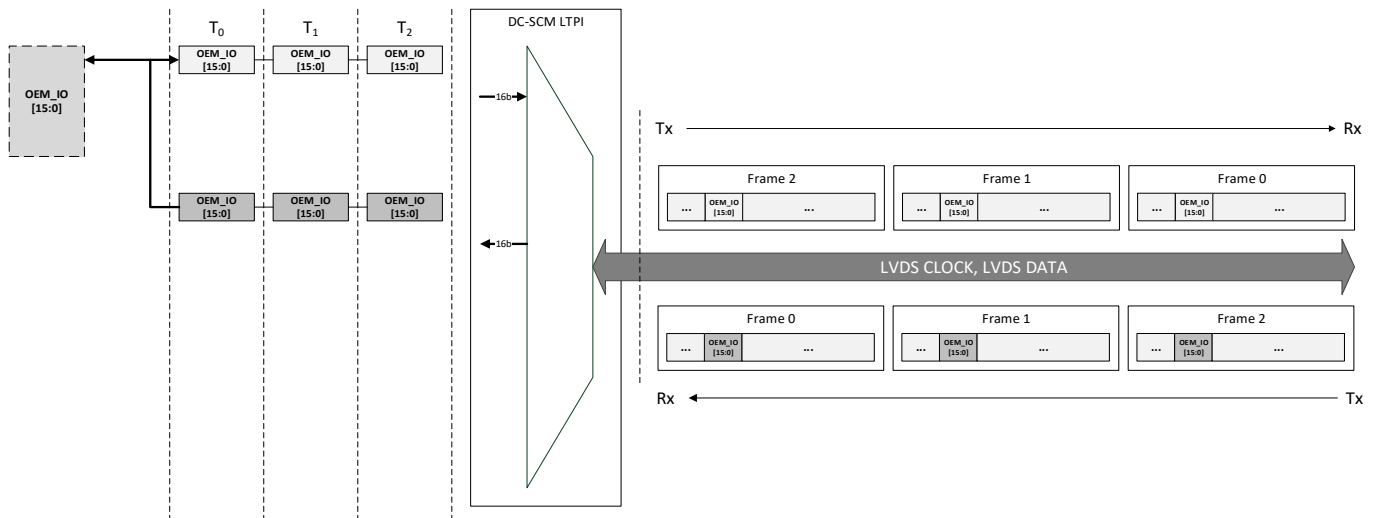 DC-SCM LTPI
T0 T1 T2
OEM_IO OEM_IO OEM_IO
[15:0] [15:0] [15:0]
OEM_IO
[15:0]
16b
Tx Rx
Frame 2 Frame 1 Frame 0
... OEM_IO ... ... OEM_IO ... ... OEM_IO ...
[15:0] [15:0] [15:0]
OEM_IO OEM_IO OEM_IO
[15:0] [15:0] [15:0]
16b
LVDS CLOCK, LVDS DATA
Frame 0 Frame 1 Frame 2
... OEM_IO ... ... OEM_IO ... ... OEM_IO ...
[15:0] [15:0] [15:0]
Rx Tx